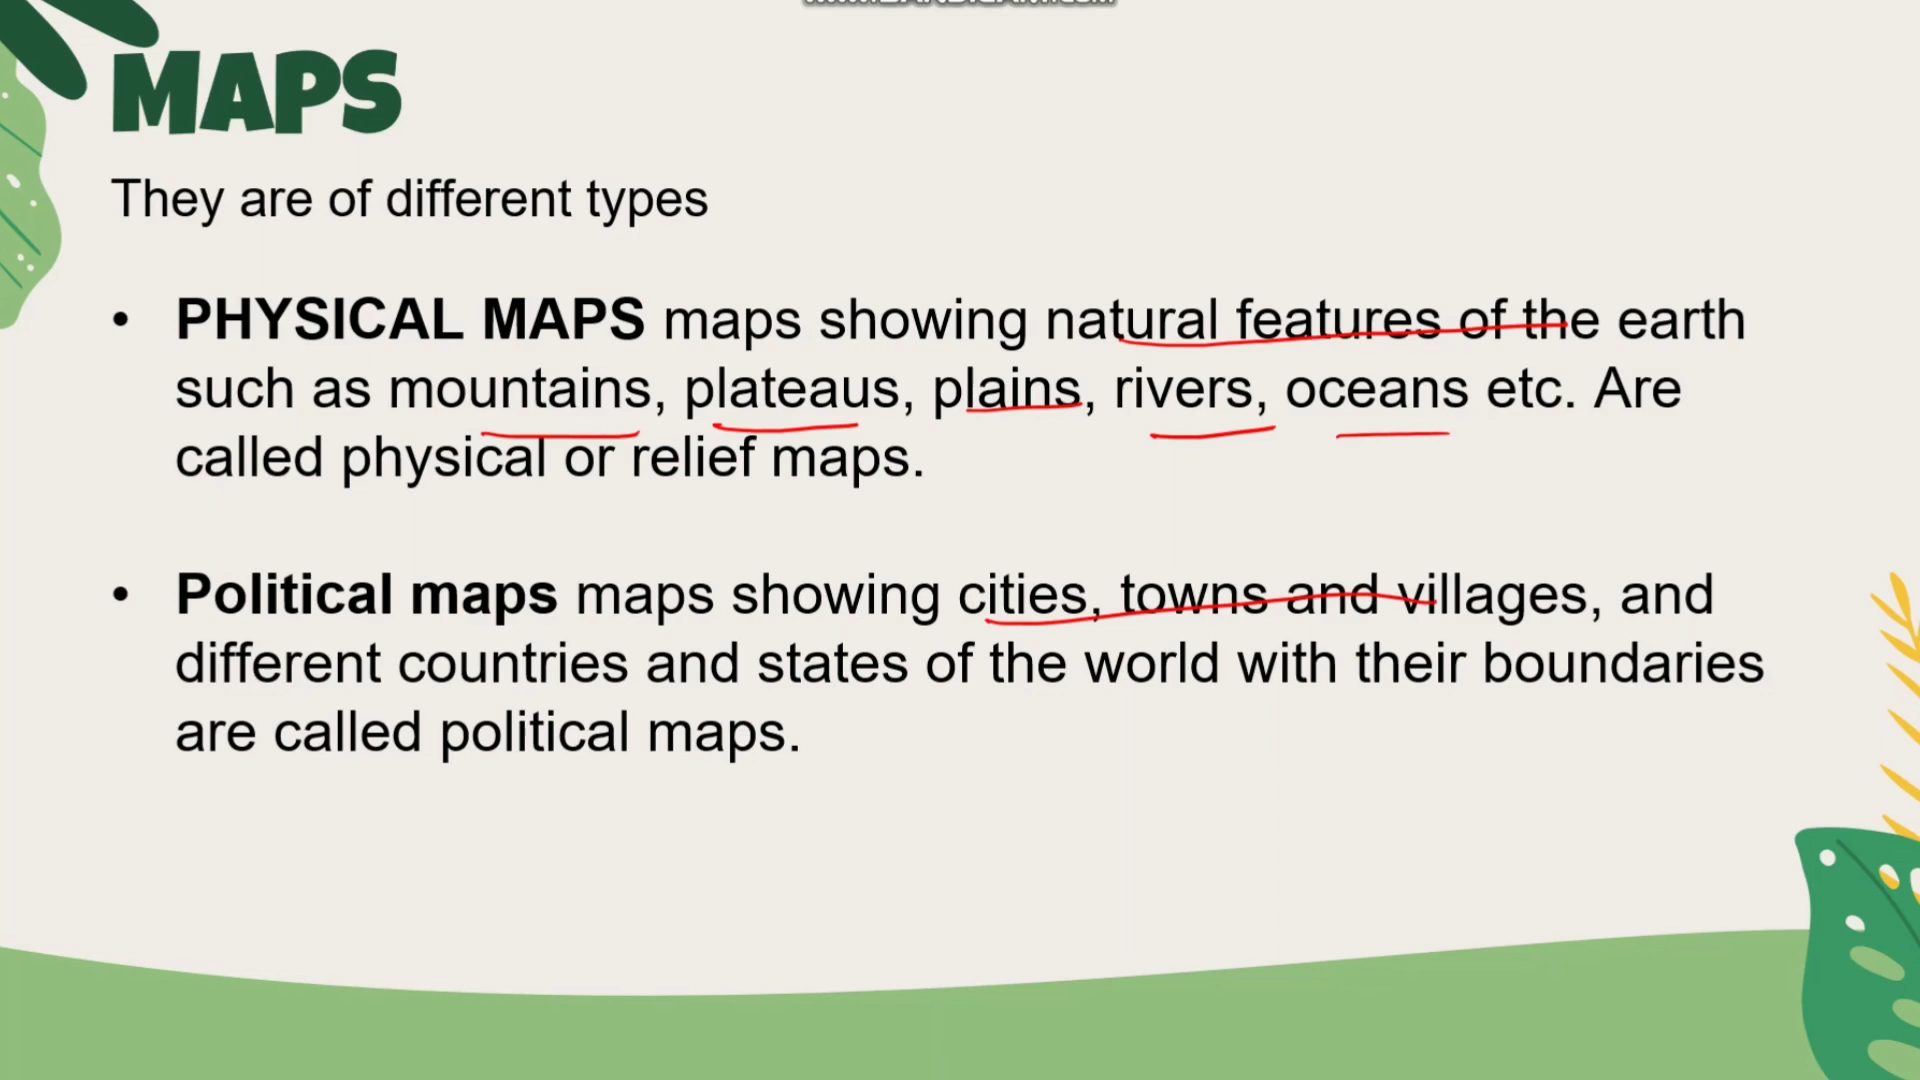 MAPS
They are of different types
• PHYSICAL MAPS maps showing natural features of the earth
such as mountains, plateaus, plains, rivers, oceans etc. Are
called physical or relief maps.
• Political maps maps showing cities, towns and villages, and
different countries and states of the world with their boundaries
are called political maps.